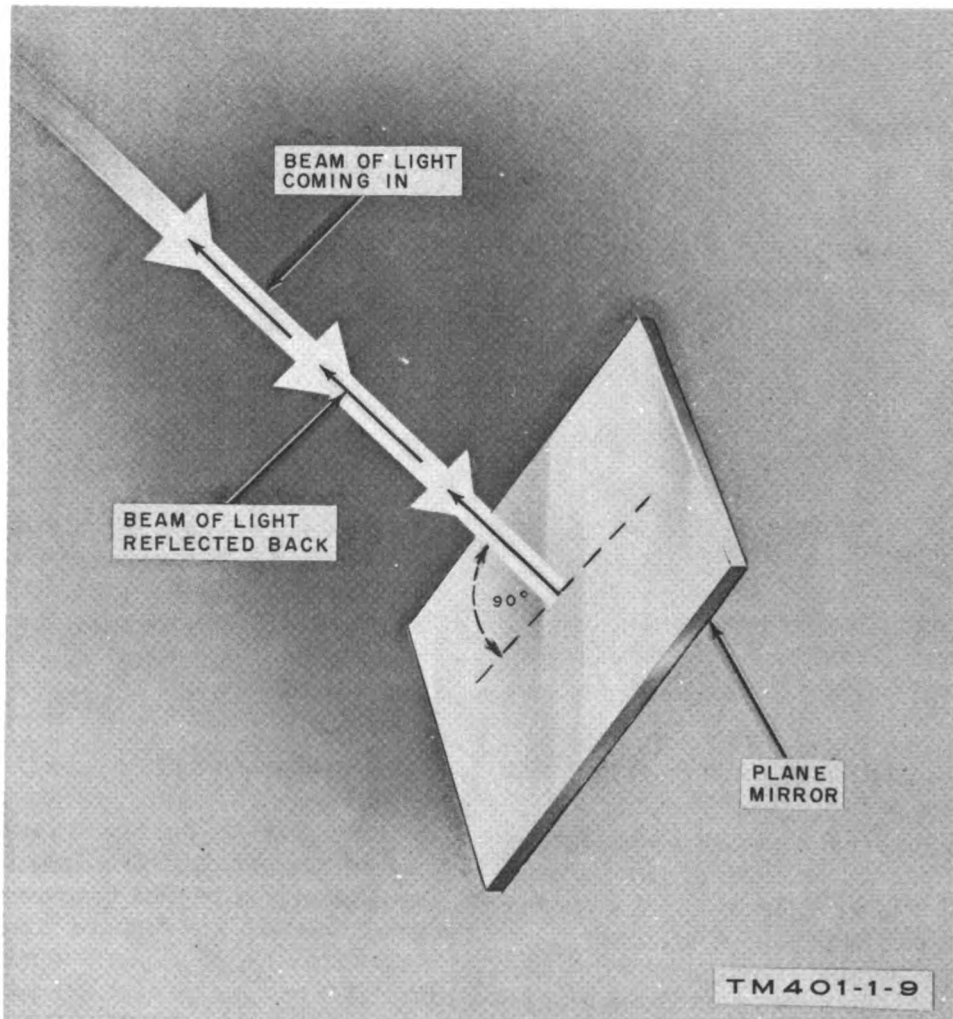 BEAM OF LIGHT
COMING IN
BEAM OF LIGHT
REFLECTED BACK
90°
PLANE
MIRROR
TM401-1-9